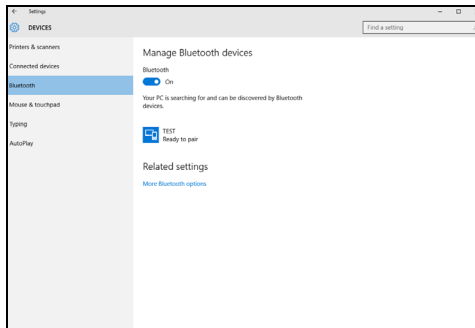 Settings
DEVICES
Find a setting
Printers & scanners
Connected devices
Bluetooth
Mouse & touchpad
Typing
AutoPlay
Manage Bluetooth devices
Bluetooth
On
Your PC is searching for and can be discovered by Bluetooth
devices.
TEST
Ready to pair
Related settings
More Bluetooth options